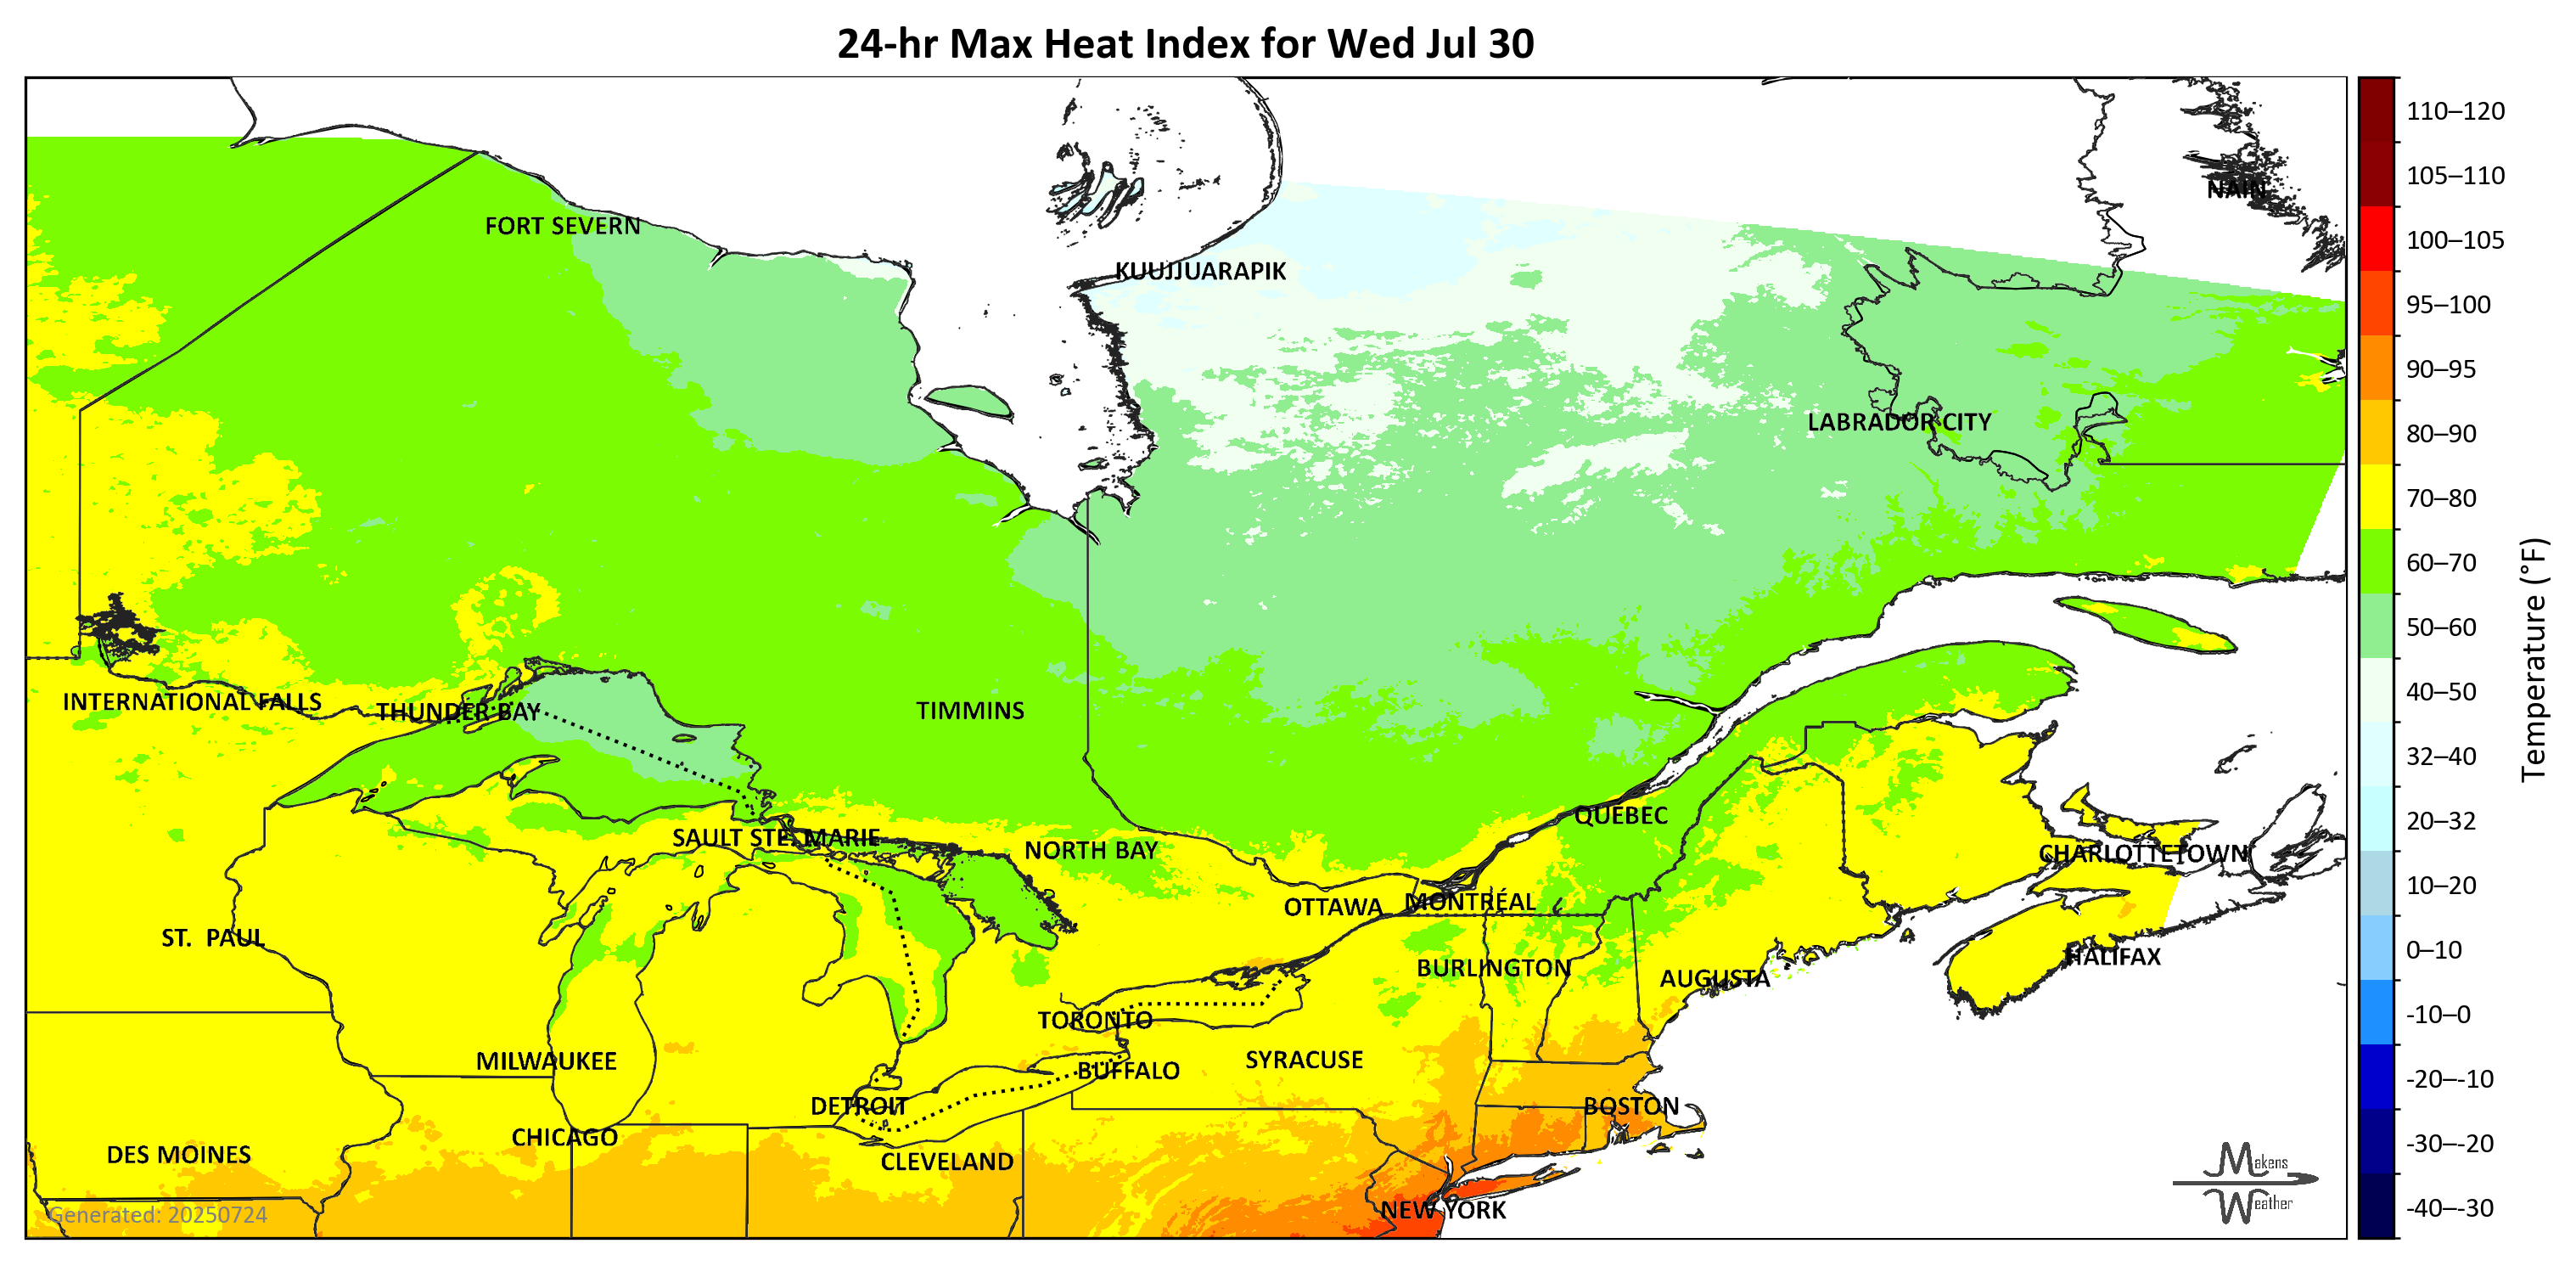 24-hr Max Heat Index for Wed Jul 30
110–120
105–110
NAIN
FORT SEVERN
100–105
KUUJJUARAPIK
95–100
90–95
LABRADOR CITY
80–90
70–80
60–70
50–60
Temperature (°F)
40–50
INTERNATIONAL FALLS
THUNDER BAY
TIMMINS
32–40
QUÉBEC
20–32
SAULT STE. MARIE
NORTH BAY
CHARLOTTETOWN
10–20
OTTAWA
MONTRÉAL
ST. PAUL
0–10
HALIFAX
BURLINGTON
AUGUSTA
-10–0
TORONTO
MILWAUKEE
SYRACUSE
BUFFALO
-20–-10
DETROIT
BOSTON
CHICAGO
-30–-20
DES MOINES
CLEVELAND
Makens
Weather
NEW YORK
-40–-30
Generated: 20250724